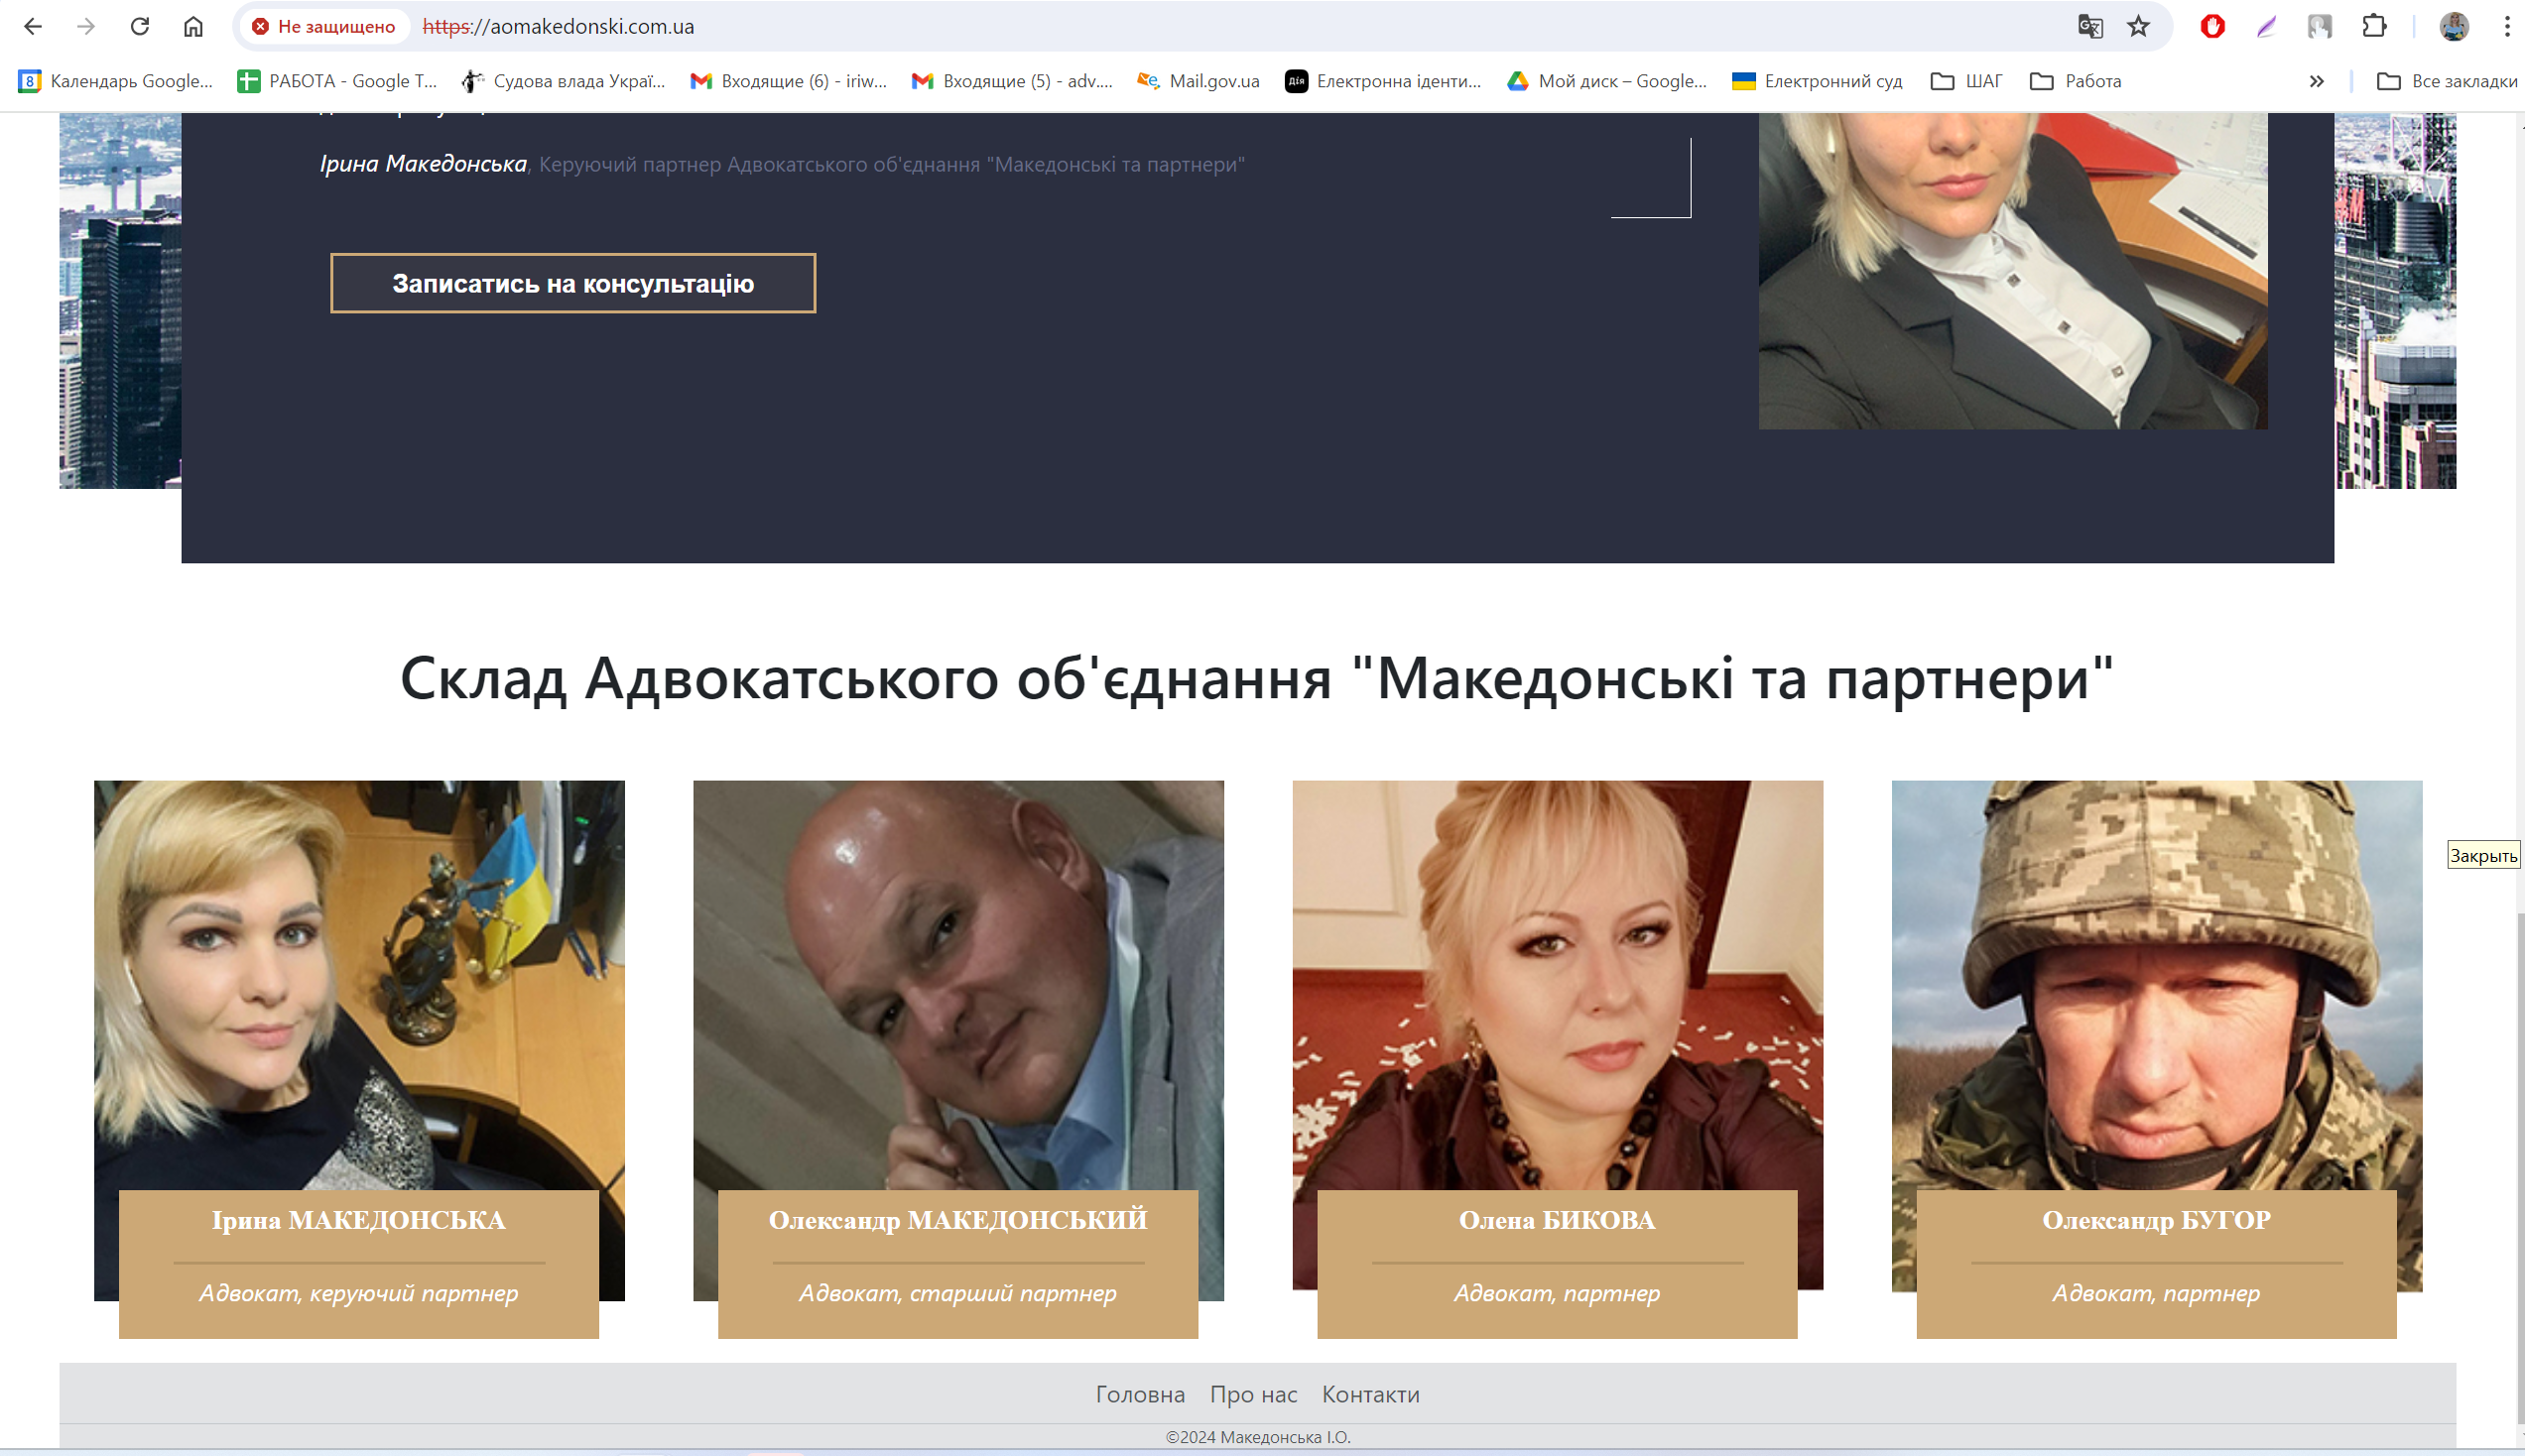 Не защищено
https://aomakedonski.com.ua
Календарь Google...
РАБОТА - Google Т...
Судова влада Украї...
Входящие (6) - iriw...
Входящие (5) - adv....
Mail.gov.ua
Дія
Електронна іденти...
Мой диск – Google...
Електронний суд
ШАГ
Работа
Все закладки
Ірина Македонська, Керуючий партнер Адвокатського об'єднання "Македонські та партнери"
Записатись на консультацію
Склад Адвокатського об'єднання "Македонські та партнери"
Закрыть
Ірина МАКЕДОНСЬКА
Адвокат, керуючий партнер
Олександр МАКЕДОНСЬКИЙ
Адвокат, старший партнер
Олена БИКОВА
Адвокат, партнер
Олександр БУГОР
Адвокат, партнер
Головна Про нас Контакти
©2024 Македонська І.О.